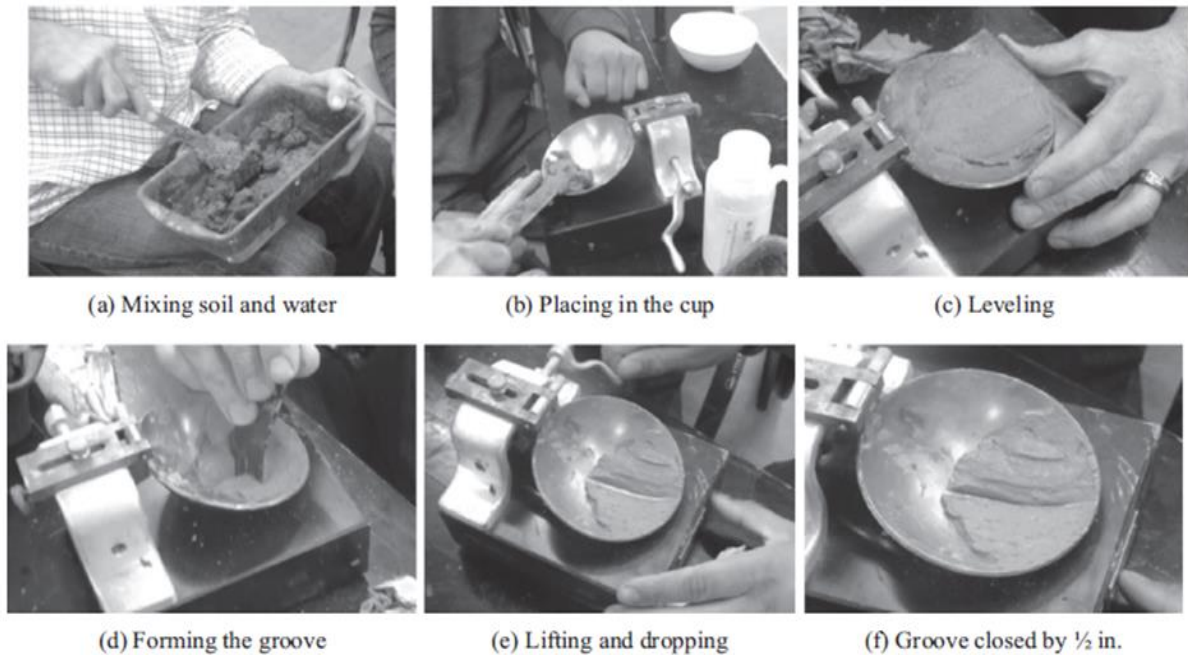 (a) Mixing soil and water
(b) Placing in the cup
(c) Leveling
(d) Forming the groove
(e) Lifting and dropping
(f) Groove closed by ½ in.